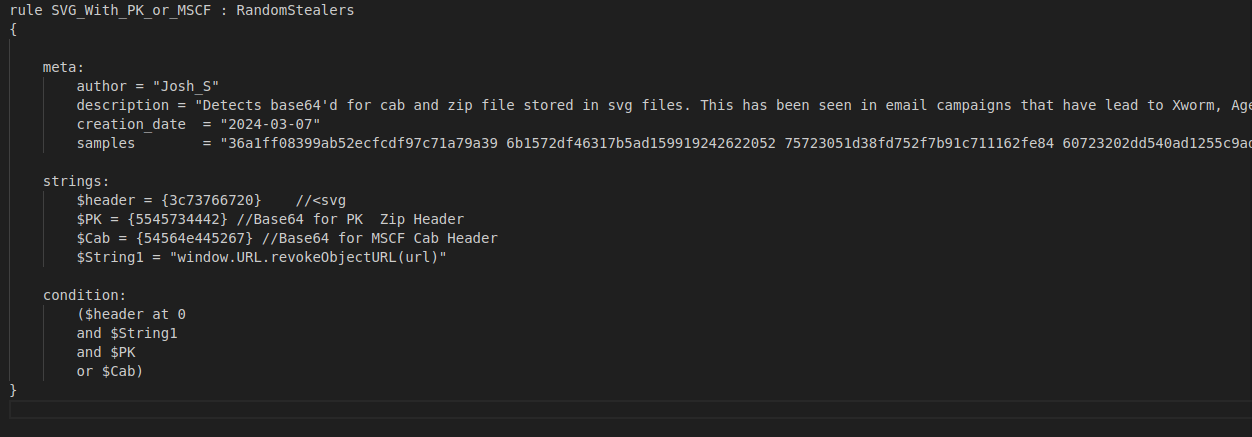 rule SVG_With_PK_or_MSCF : RandomStealers
{
meta:
author = "Josh_S"
description = "Detects base64'd for cab and zip file stored in svg files. This has been seen in email campaigns that have lead to Xworm, Age
creation_date = "2024-03-07"
samples = "36a1ff08399ab52ecfcdf97c71a79a39 6b1572df46317b5ad159919242622052 75723051d38fd752f7b91c711162fe84 60723202dd540ad1255c9ad
strings:
$header = {3c73766720} //<svg
$PK = {5545734442} //Base64 for PK Zip Header
$Cab = {54564e445267} //Base64 for MSCF Cab Header
$String1 = "window.URL.revokeObjectURL(url)"
condition:
($header at 0
and $String1
and $PK
or $Cab)
}